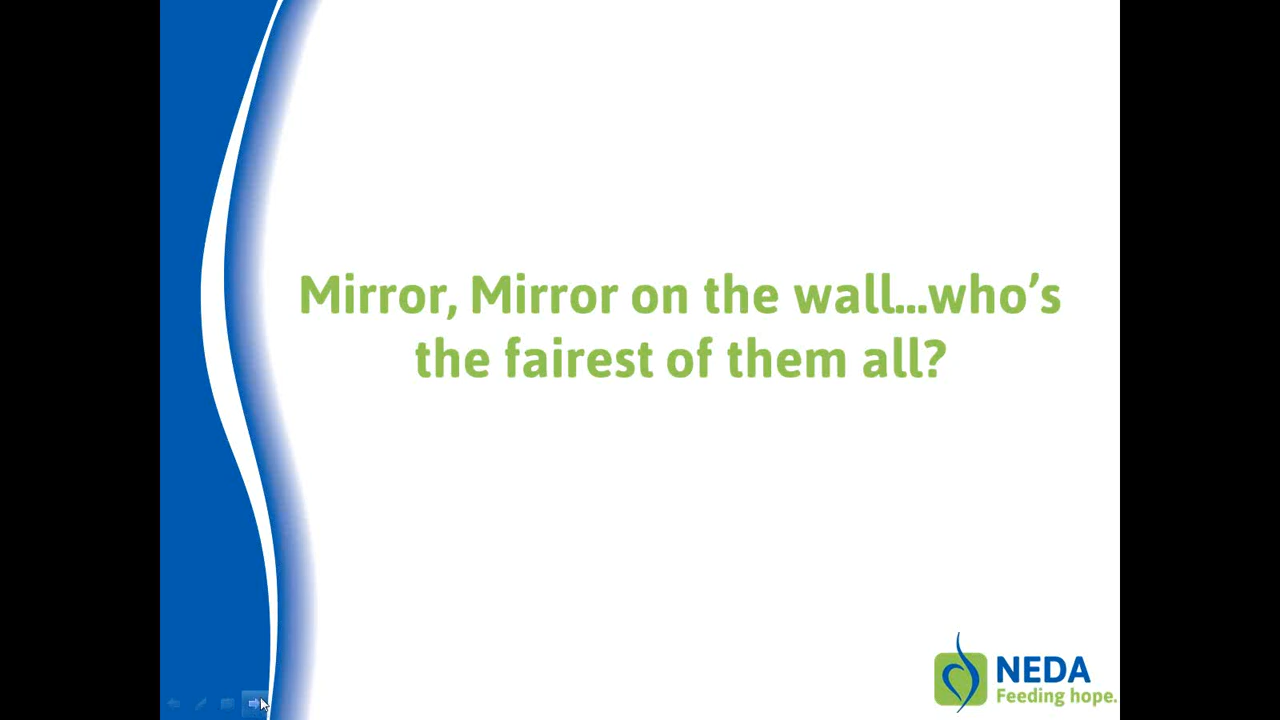 Mirror, Mirror on the wall...who’s
the fairest of them all?
NEDA
Feeding hope.